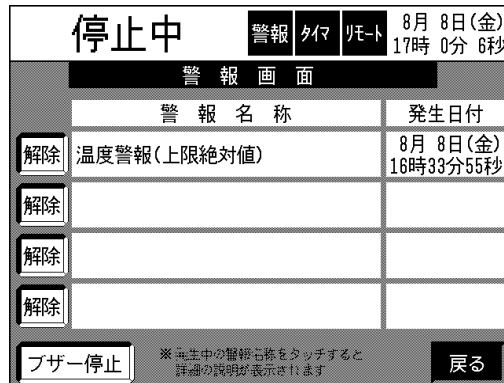 停止中
警報 タイマ リモート
8月 8日(金)
17時 0分 6秒
警報画面
警報名称 発生日付
解除 温度警報(上限絶対値) 8月 8日(金)
16時33分55秒
解除
解除
解除
ブザー停止
※発生中の警報名称をタッチすると
詳細の説明が表示されます
戻る